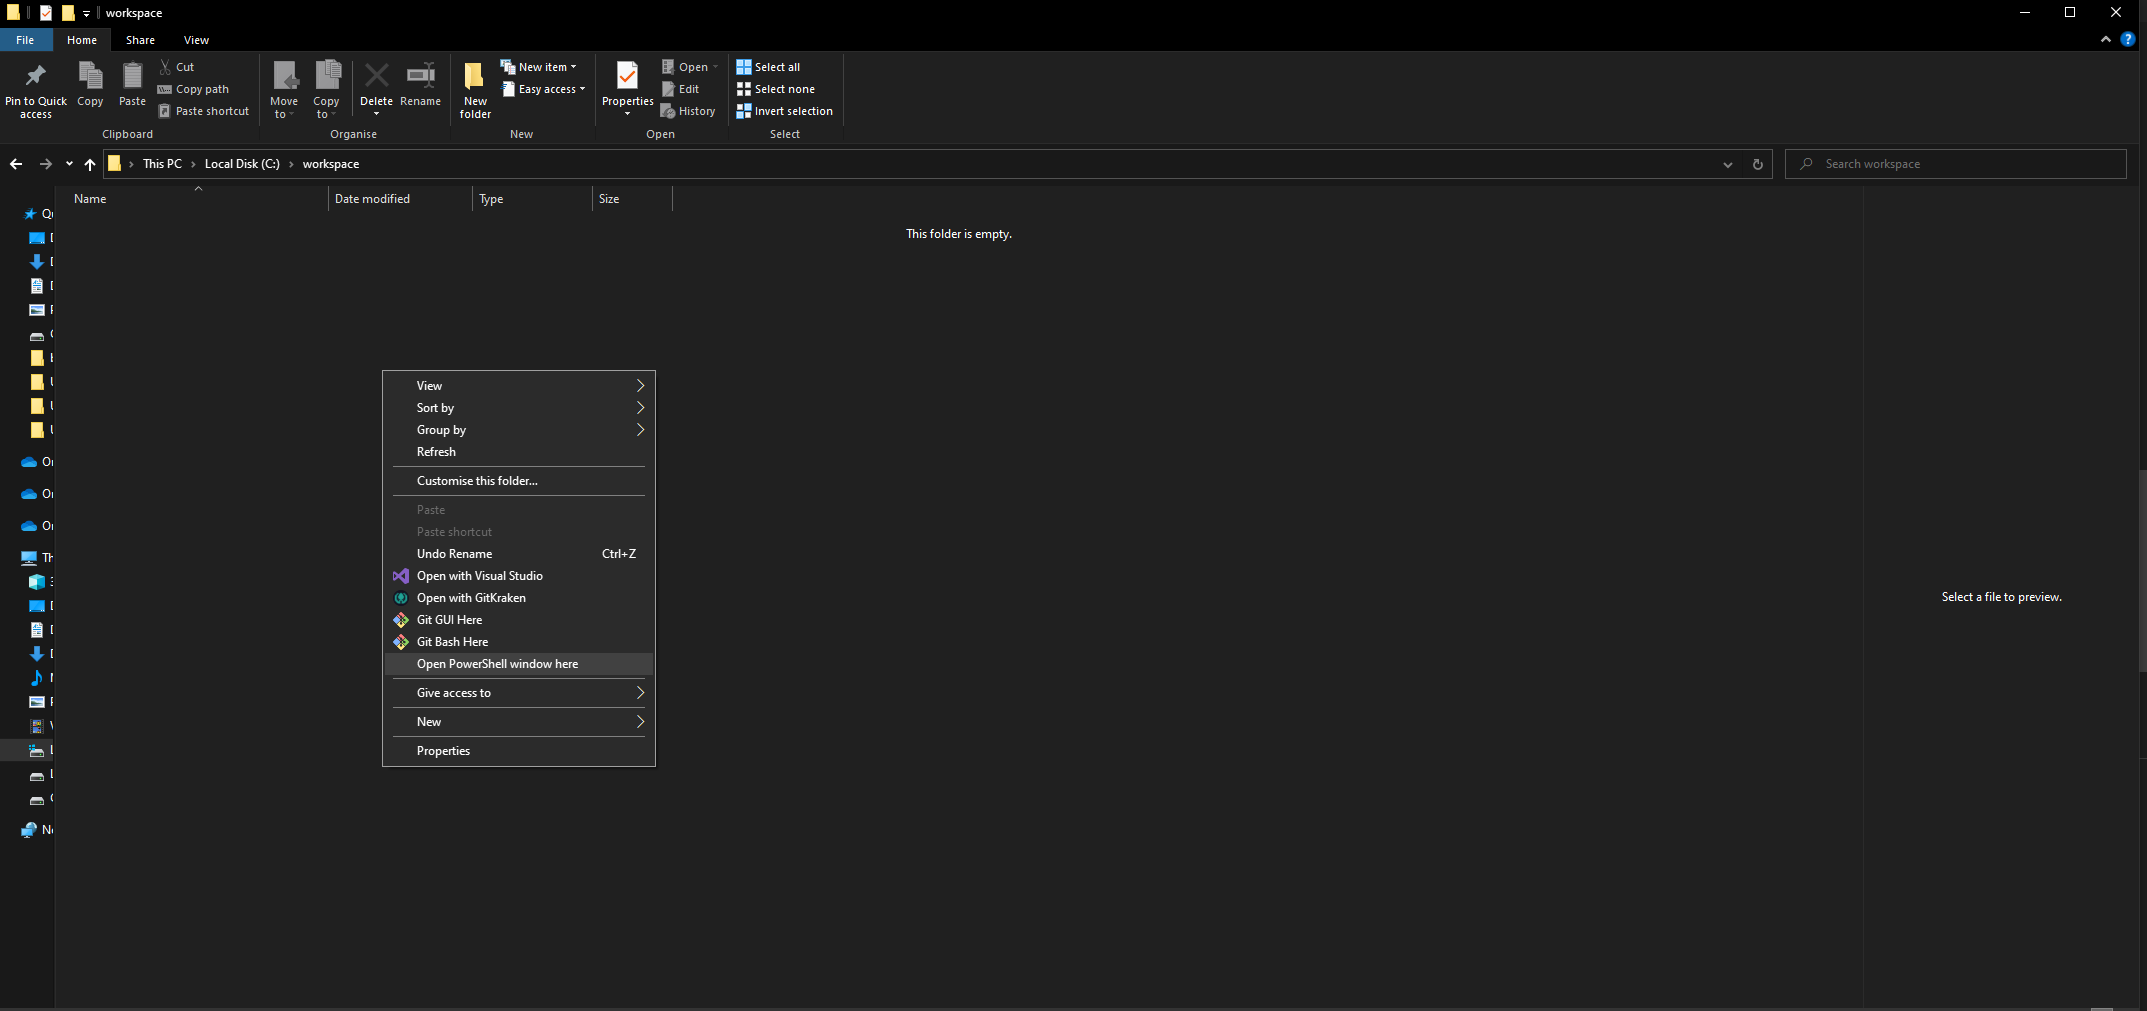 workspace
File Home Share View
Pin to Quick access
Copy
Paste
Cut
Copy path
Paste shortcut
Clipboard
Move to
Copy to
Delete
Rename
Organise
New folder
New item
Easy access
New
Properties
Open
Edit
History
Open
Select all
Select none
Invert selection
Select
This PC Local Disk (C:) workspace
Search workspace
Name Date modified Type Size
This folder is empty.
View
Sort by
Group by
Refresh
Customise this folder...
Paste
Paste shortcut
Undo Rename Ctrl+Z
Open with Visual Studio
Open with GitKraken
Git GUI Here
Git Bash Here
Open PowerShell window here
Give access to
New
Properties
Select a file to preview.